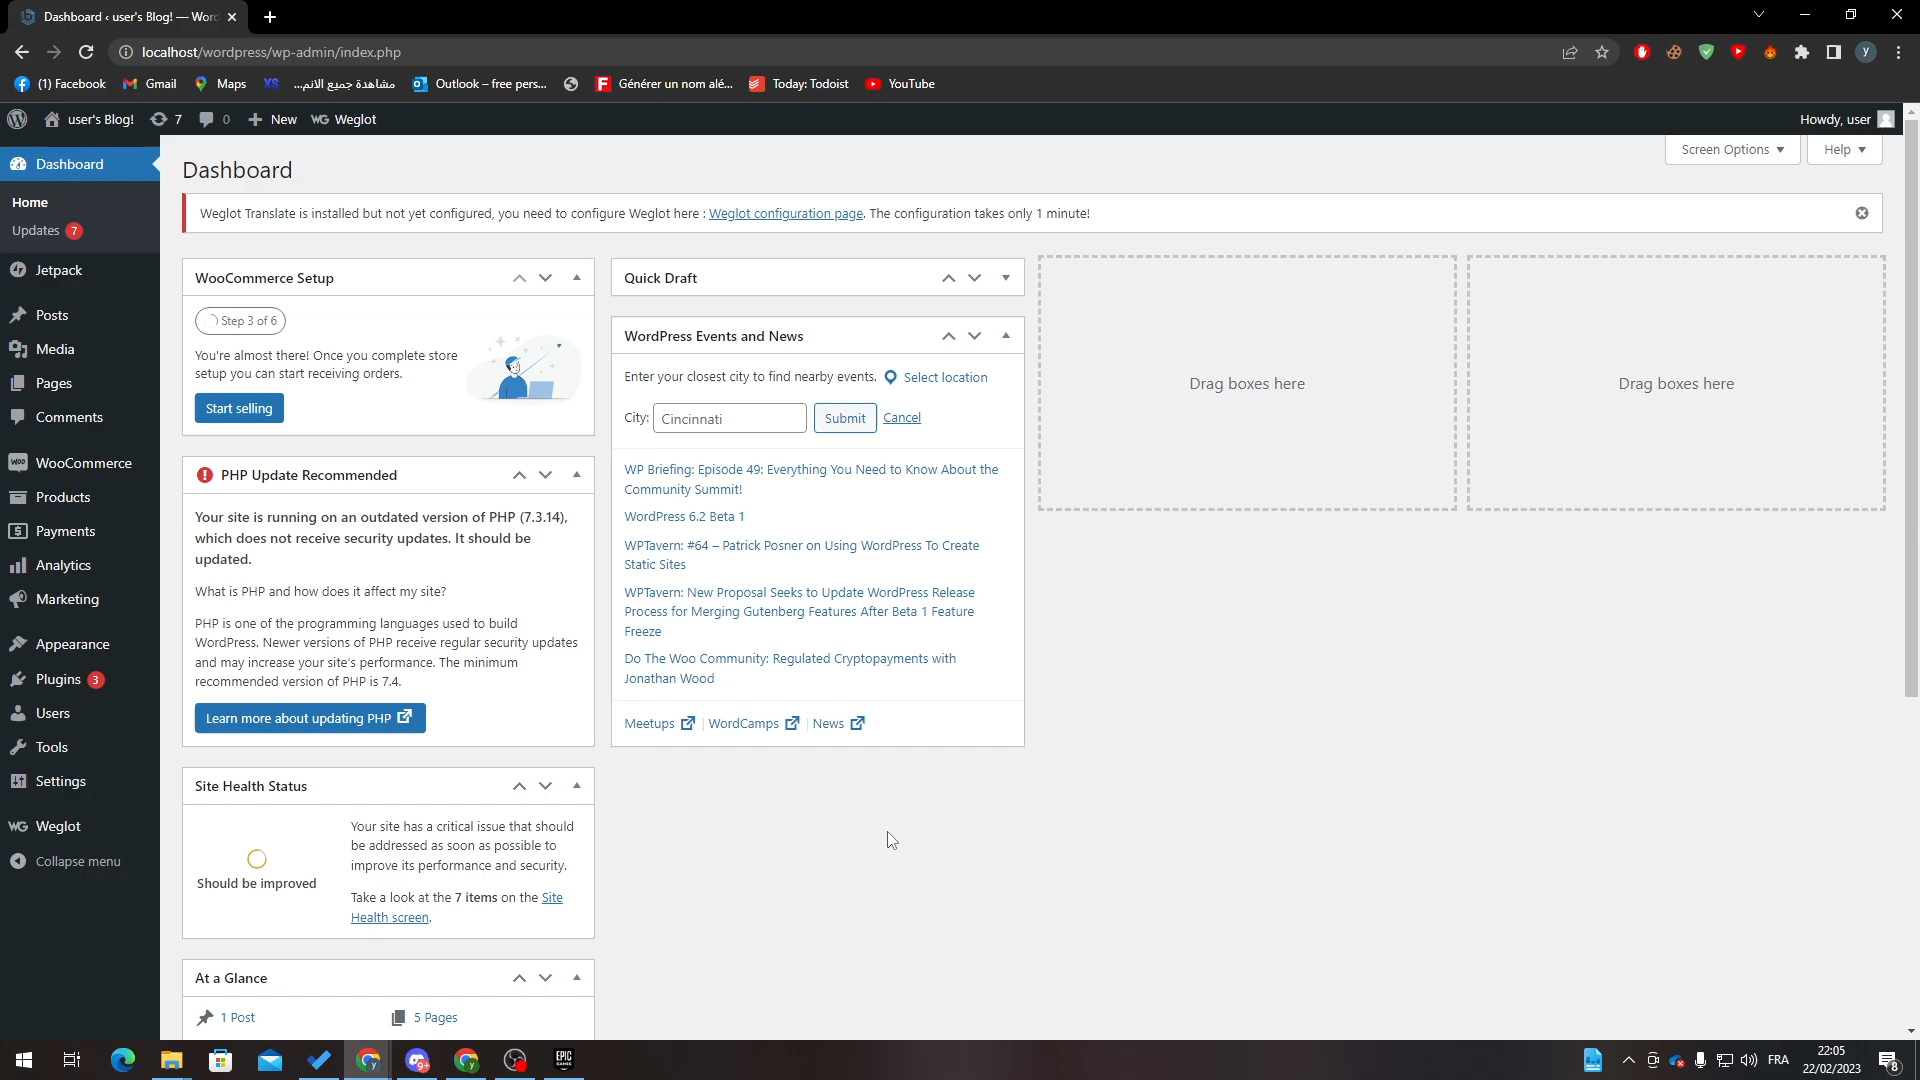 Dashboard ‹ user's Blog! — Wor
localhost/wordpress/wp-admin/index.php
(1) Facebook
Gmail
Maps
XS
مشاهدة جميع الانم...
Outlook – free pers...
Générer un nom alé...
Today: Todoist
YouTube
user's Blog!
7
0
New
WG Weglot
Howdy, user
Dashboard
Home
Updates 7
Jetpack
Posts
Media
Pages
Comments
WooCommerce
Products
Payments
Analytics
Marketing
Appearance
Plugins 3
Users
Tools
Settings
WG Weglot
Collapse menu
Screen Options
Help
Dashboard
Weglot Translate is installed but not yet configured, you need to configure Weglot here : Weglot configuration page. The configuration takes only 1 minute!
WooCommerce Setup
Step 3 of 6
You're almost there! Once you complete store
setup you can start receiving orders.
Start selling
PHP Update Recommended
Your site is running on an outdated version of PHP (7.3.14),
which does not receive security updates. It should be
updated.
What is PHP and how does it affect my site?
PHP is one of the programming languages used to build
WordPress. Newer versions of PHP receive regular security updates
and may increase your site's performance. The minimum
recommended version of PHP is 7.4.
Learn more about updating PHP
Site Health Status
Should be improved
Your site has a critical issue that should
be addressed as soon as possible to
improve its performance and security.
Take a look at the 7 items on the Site
Health screen.
At a Glance
1 Post
5 Pages
Quick Draft
WordPress Events and News
Enter your closest city to find nearby events.
Select location
City: Cincinnati
Submit
Cancel
WP Briefing: Episode 49: Everything You Need to Know About the
Community Summit!
WordPress 6.2 Beta 1
WPTavern: #64 – Patrick Posner on Using WordPress To Create
Static Sites
WPTavern: New Proposal Seeks to Update WordPress Release
Process for Merging Gutenberg Features After Beta 1 Feature
Freeze
Do The Woo Community: Regulated Cryptopayments with
Jonathan Wood
Meetups | WordCamps | News
Drag boxes here
Drag boxes here
9+
EPIC
GAMES
FRA
22:05
22/02/2023
8